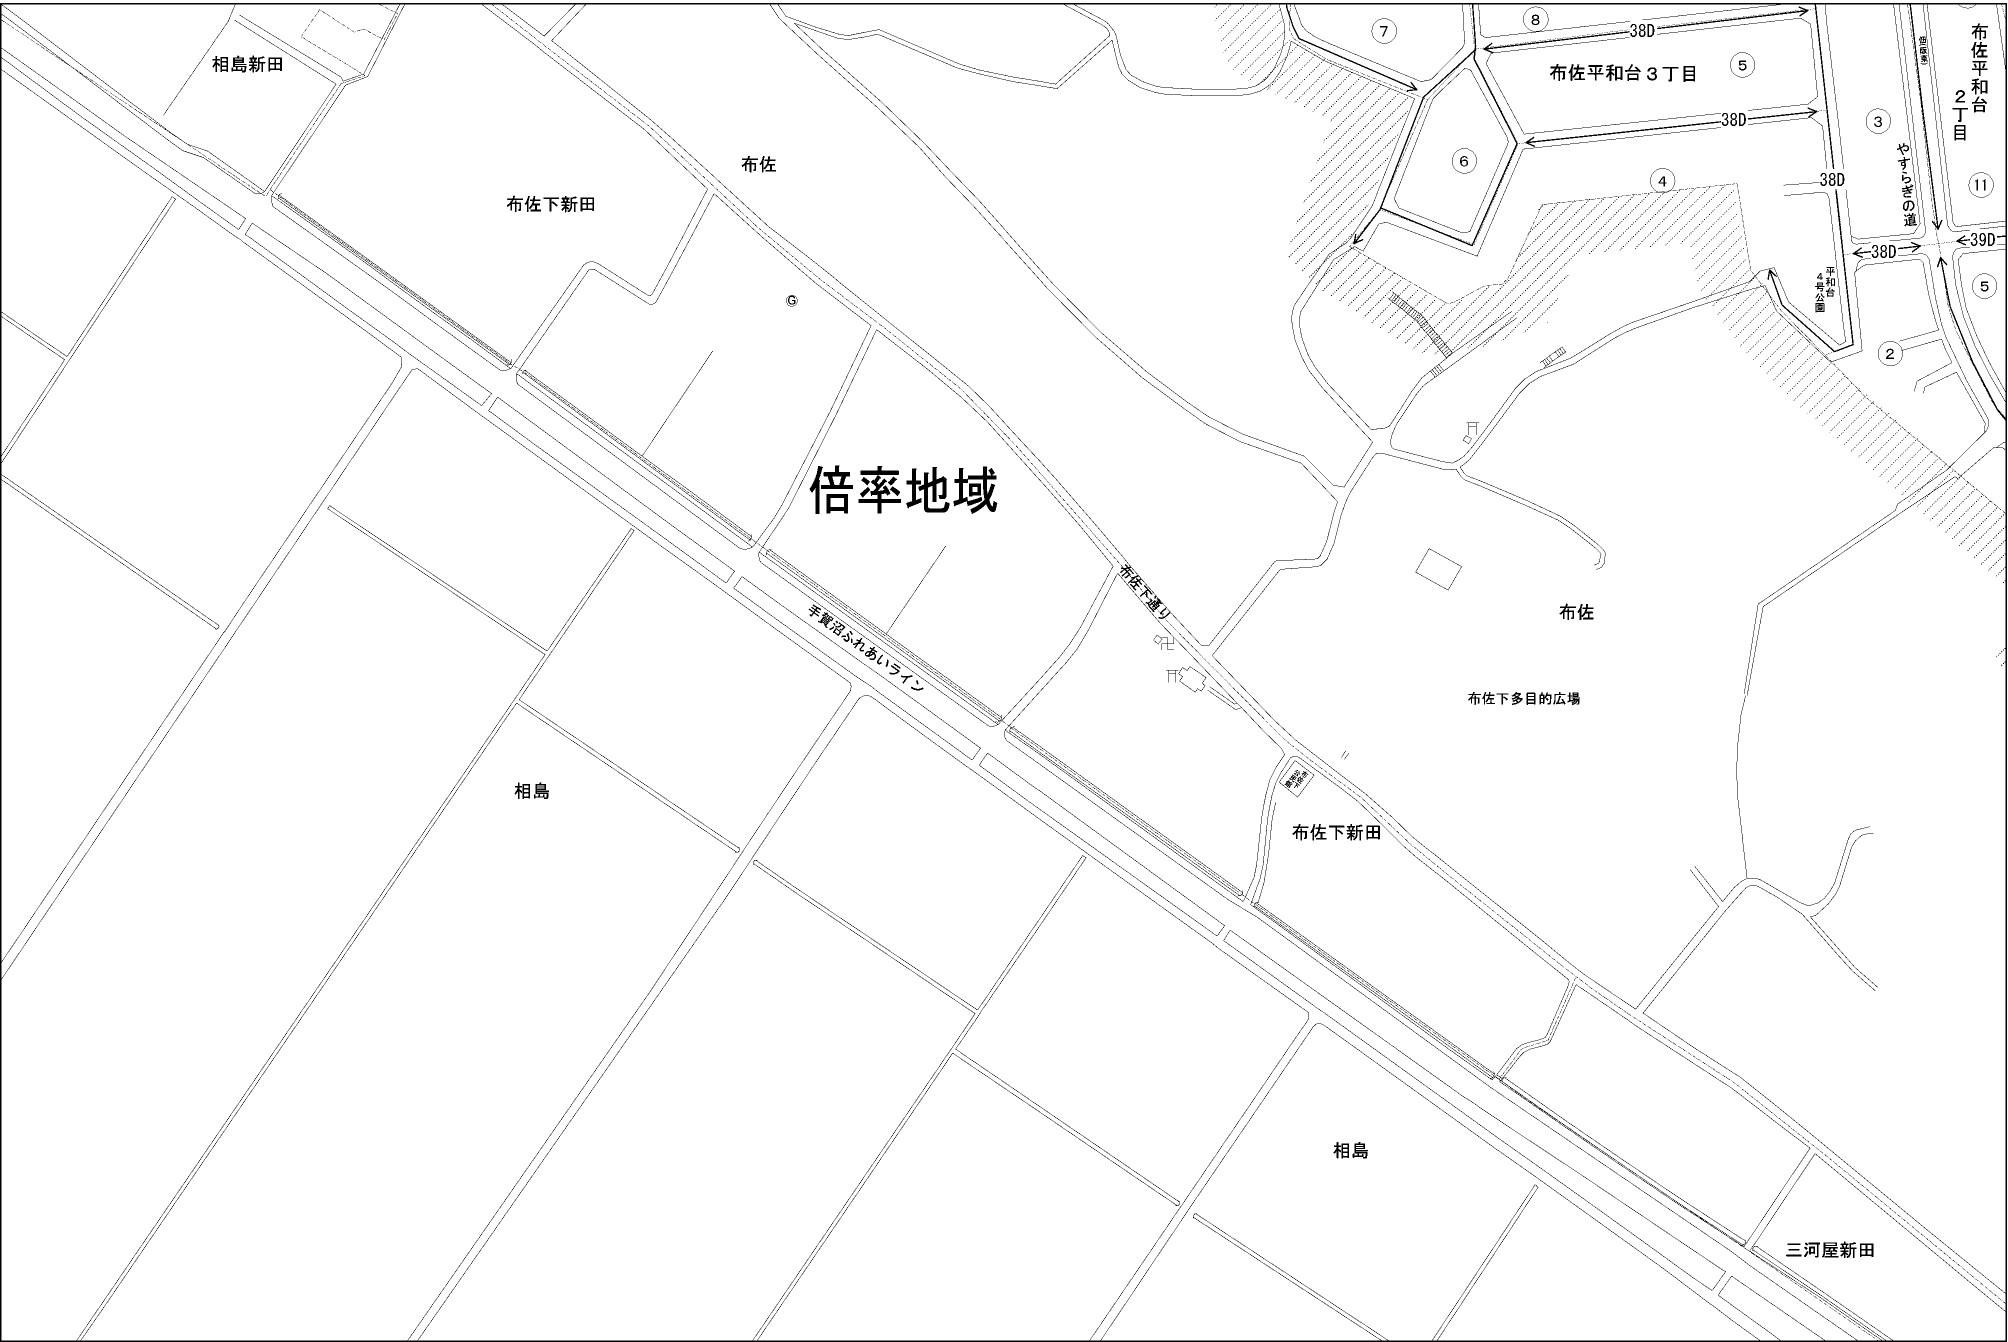 相島新田
7
8
38D
5
布佐平和台３丁目
布佐平和台
２丁目
38D
3
6
4
38D
やすらぎの道
11
布佐
布佐下新田
38D
39D
平和台
４号公園
5
G
2
倍率地域
布佐下通り
手賀沼ふれあいライン
布佐
布佐下多目的広場
相島
布佐下新田
相島
三河屋新田